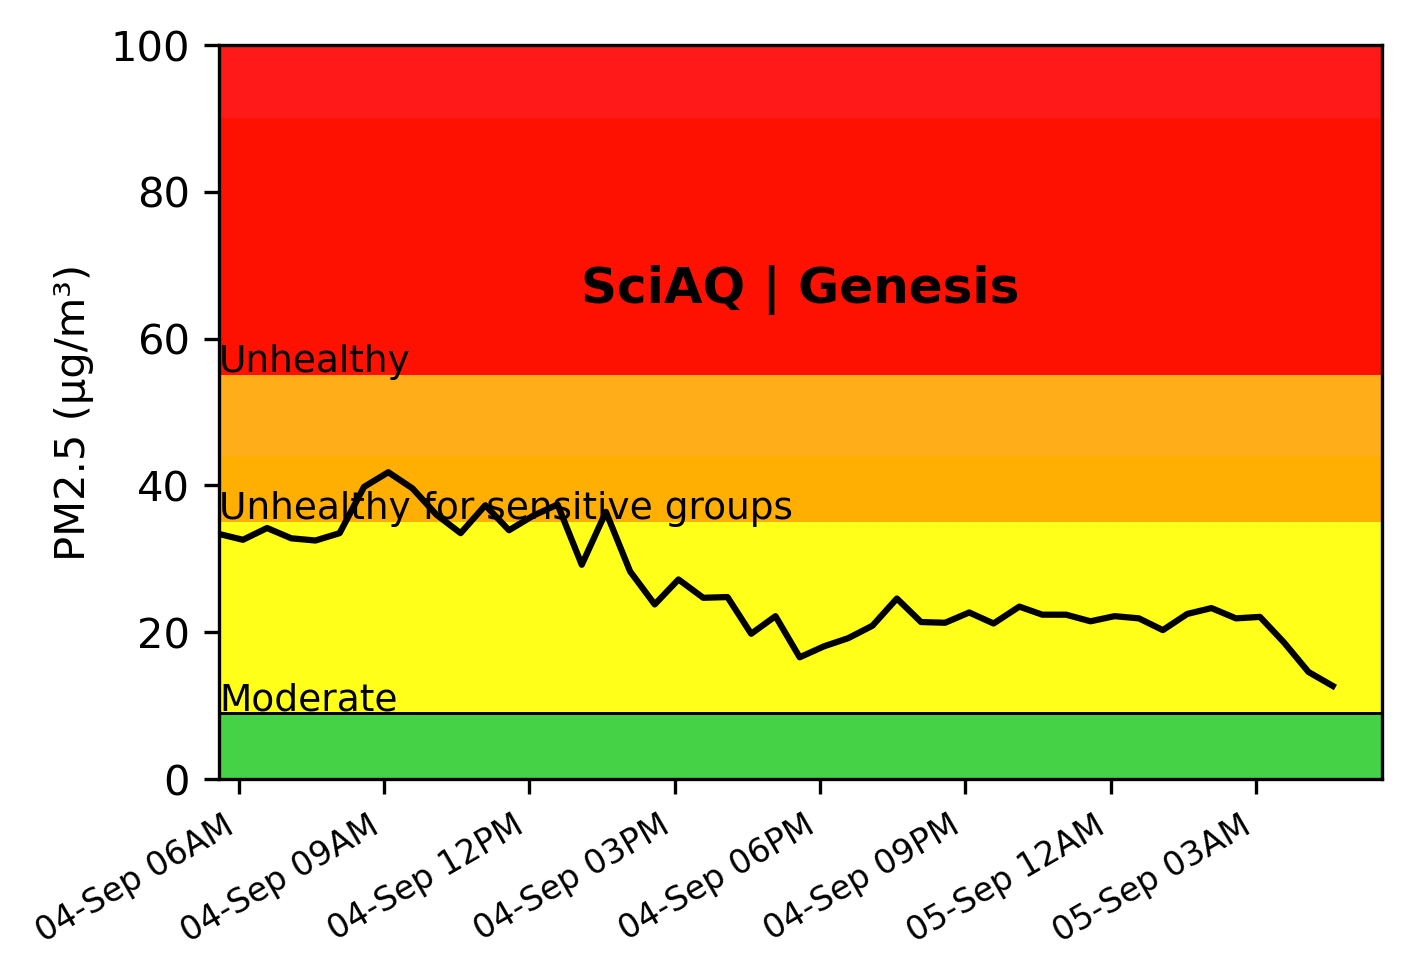 100
80
60
40
20
0
PM2.5 (µg/m³)
SciAQ | Genesis
Unhealthy
Unhealthy for sensitive groups
Moderate
04-Sep 06AM
04-Sep 09AM
04-Sep 12PM
04-Sep 03PM
04-Sep 06PM
04-Sep 09PM
05-Sep 12AM
05-Sep 03AM